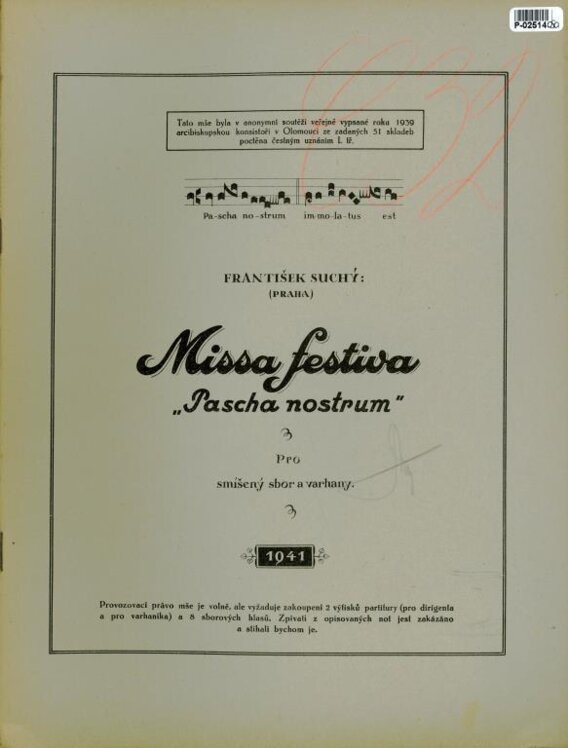 P-02514
Tato mše byla v anonymní soutěži veřejně vypsané roku 1939
arcibiskupskou konsistoří v Olomouci ze zadaných 51 skladeb
poctěna čestným uznáním I. tř.
Pa-scha no-strum im-mo-la-tus est
FRANTIŠEK SUCHÝ:
(PRAHA)
Missa festiva
„Pascha nostrum"
Pro
smíšený sbor a varhany.
1941
Provozovací právo mše je volné, ale vyžaduje zakoupení 2 výtisků partitury (pro dirigenta
a pro varhaníka) a 8 sborových hlasů. Zpívati z opisovaných not jest zakázáno
a stíhali bychom je.